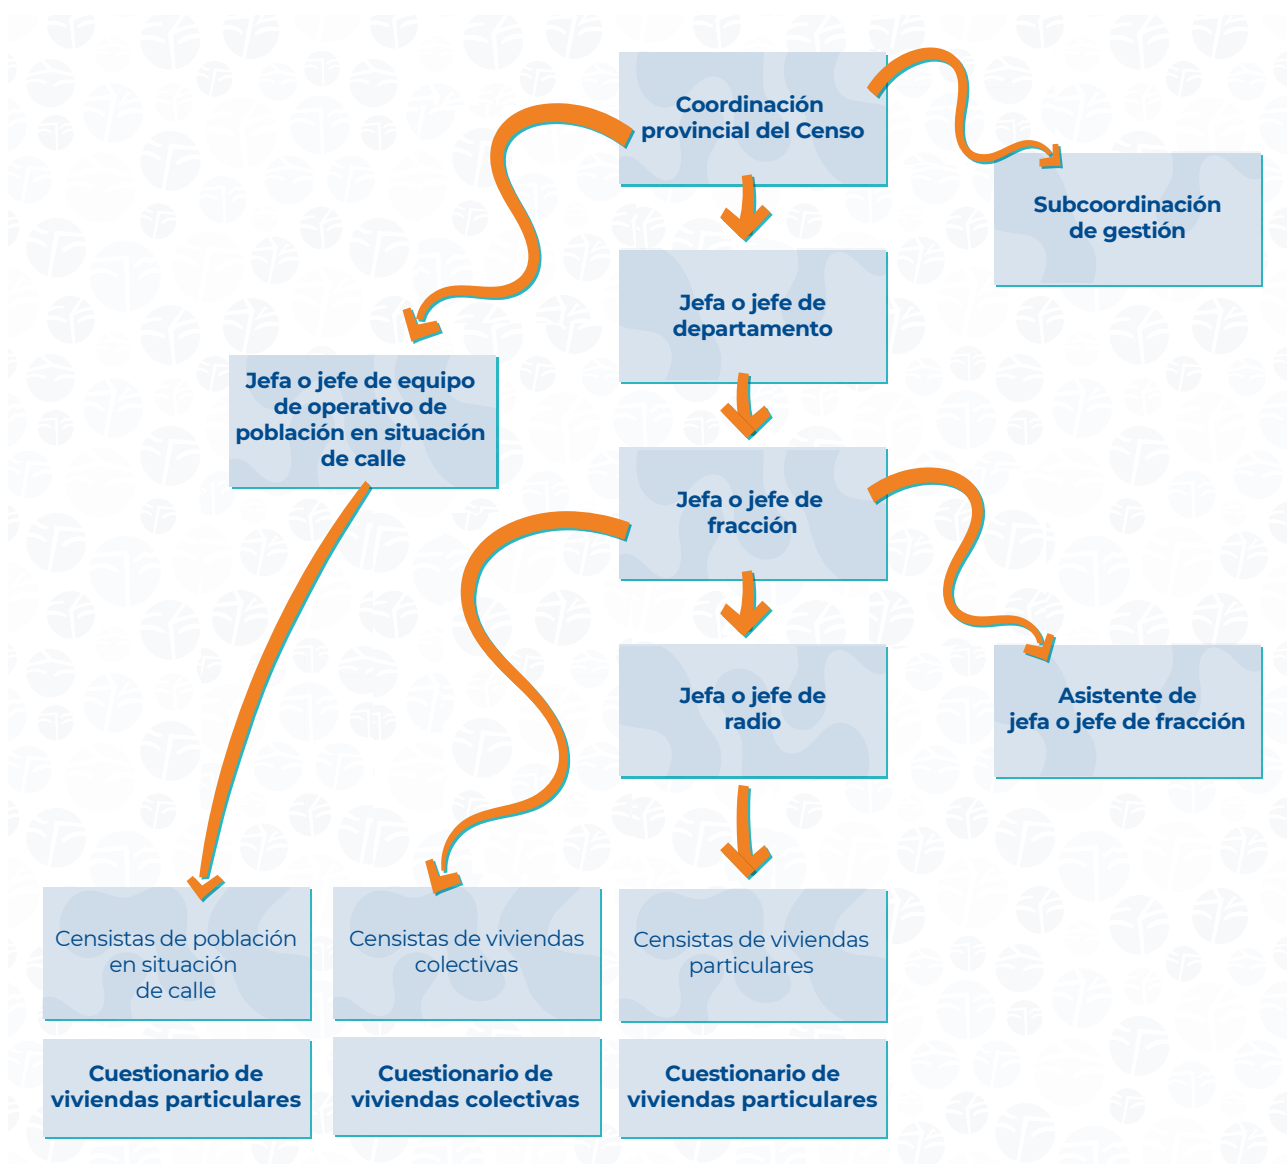 Coordinación
provincial del Censo
Subcoordinación
de gestión
Jefa o jefe de
departamento
Jefa o jefe de equipo
de operativo de
población en situación
de calle
Jefa o jefe de
fracción
Jefa o jefe de
radio
Asistente de
jefa o jefe de fracción
Censistas de población
en situación
de calle
Censistas de viviendas
colectivas
Censistas de viviendas
particulares
Cuestionario de
viviendas particulares
Cuestionario de
viviendas colectivas
Cuestionario de
viviendas particulares